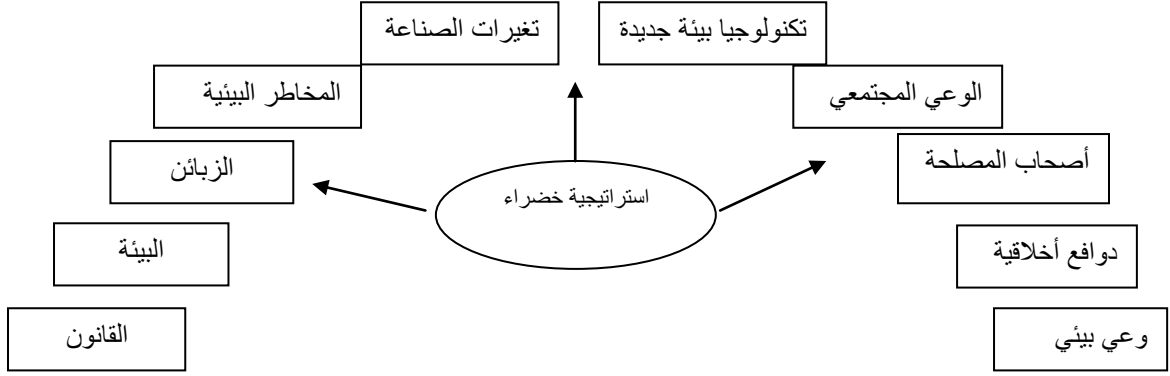 تكنولوجيا بيئة جديدة
تغيرات الصناعة
الوعي المجتمعي
المخاطر البيئية
أصحاب المصلحة
الزبائن
استراتيجية خضراء
دوافع أخلاقية
البيئة
وعي بيئي
القانون